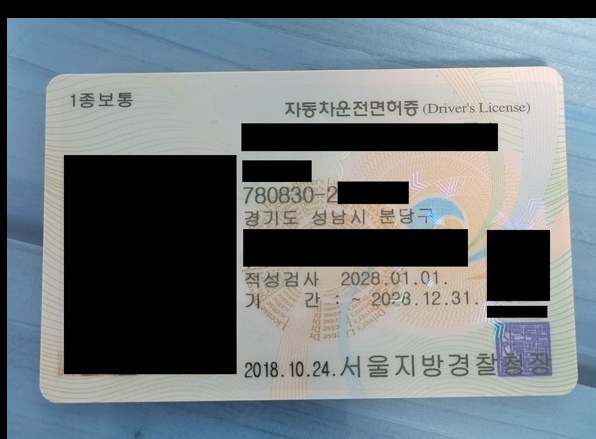 1종보통
자동차운전면허증 (Driver's License)
780830-2
경기도 성남시 분당구
적성검사 2028.01.01.
기 간 : ~ 2028.12.31.
2018.10.24. 서울지방경찰청장